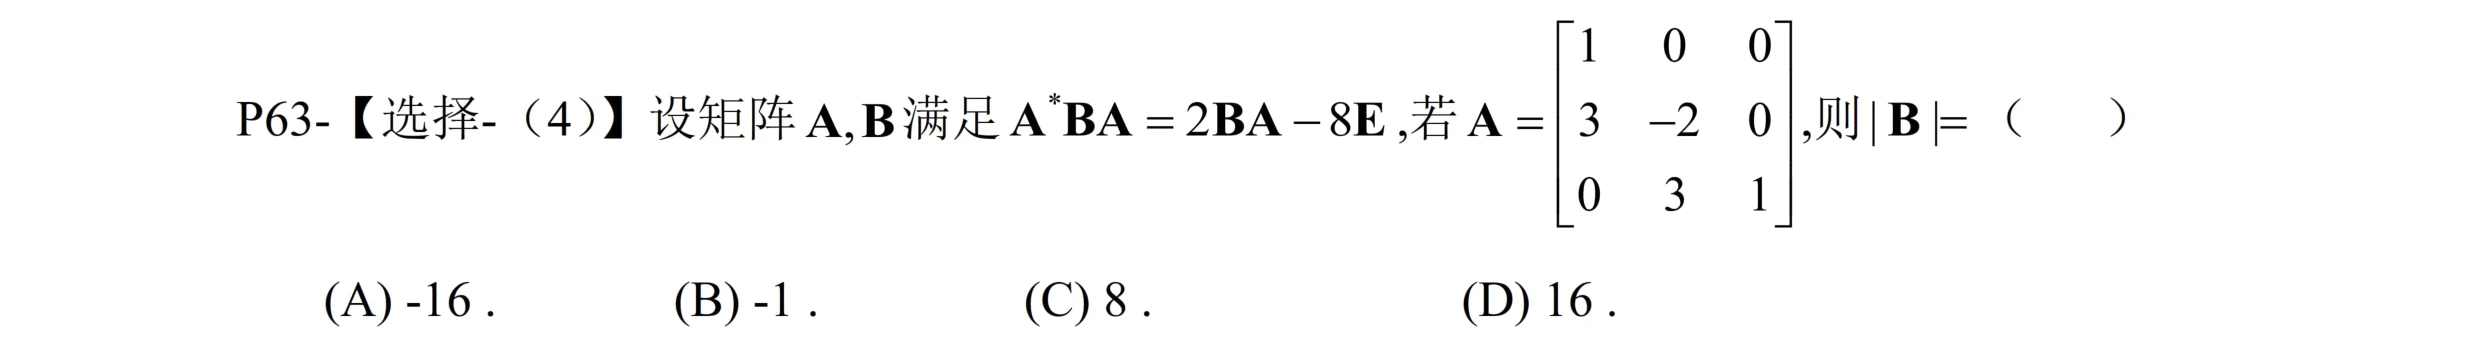 P63-【选择-（4）】设矩阵 A,B 满足 A*BA = 2BA − 8E ,若 A = [1 0 0; 3 −2 0; 0 3 1] ,则 | B |= （ ）
(A) -16 . (B) -1 . (C) 8 . (D) 16 .